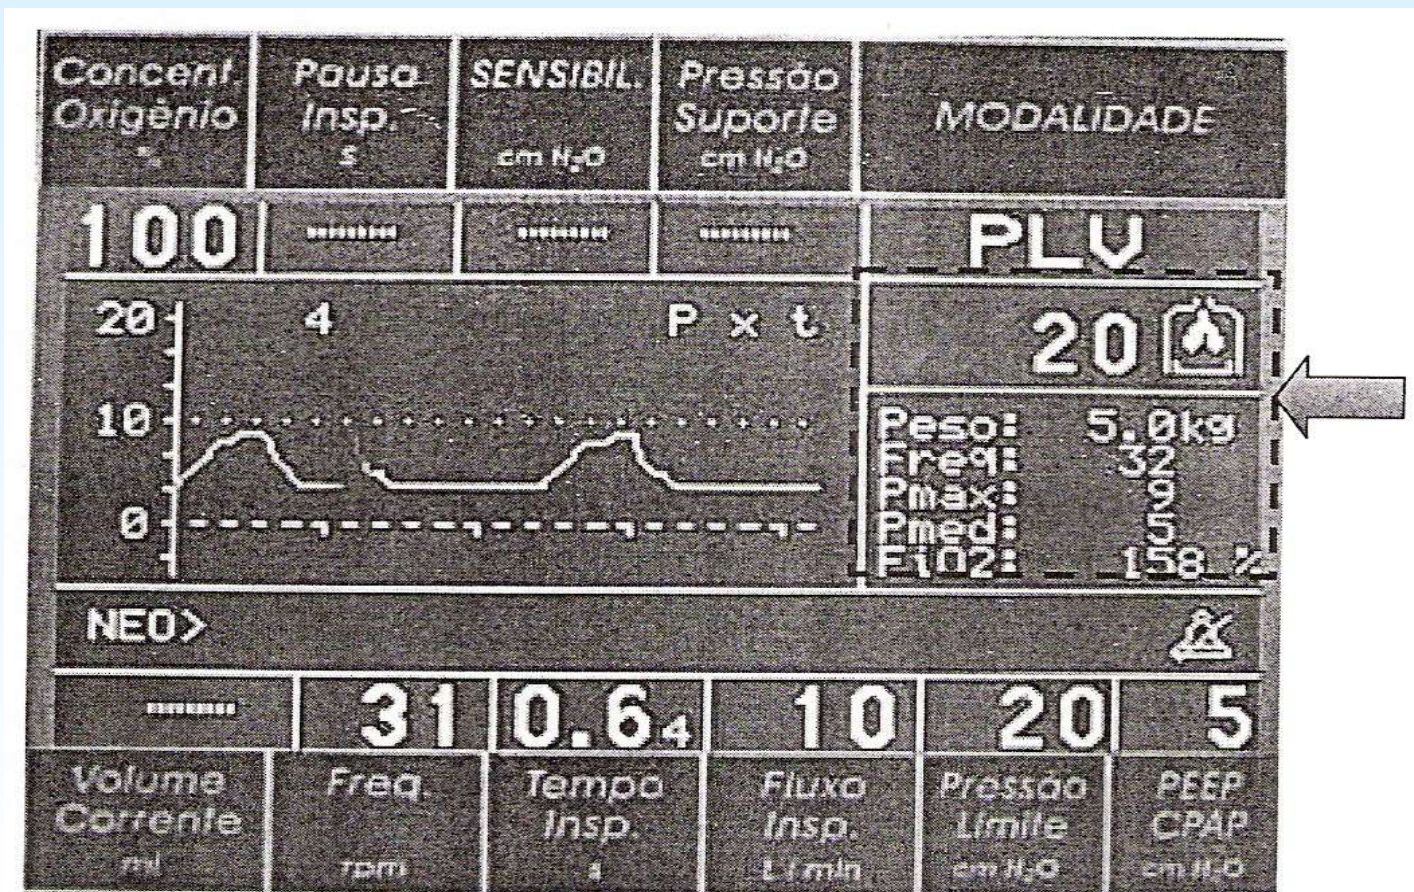 Concent. Oxigênio %
Pausa Insp. s
SENSIBIL. cm H₂O
Pressão Suporte cm H₂O
MODALIDADE
100
PLV
20 4 P x t
20
10
0
Peso: 5.0kg
Freq: 32
Pmax: 9
Pmed: 5
FiO2: 158 %
NEO>
31 0.64 10 20 5
Volume Corrente ml
Freq. rpm
Tempo Insp. s
Fluxo Insp. L/min
Pressão Limite cm H₂O
PEEP CPAP cm H₂O